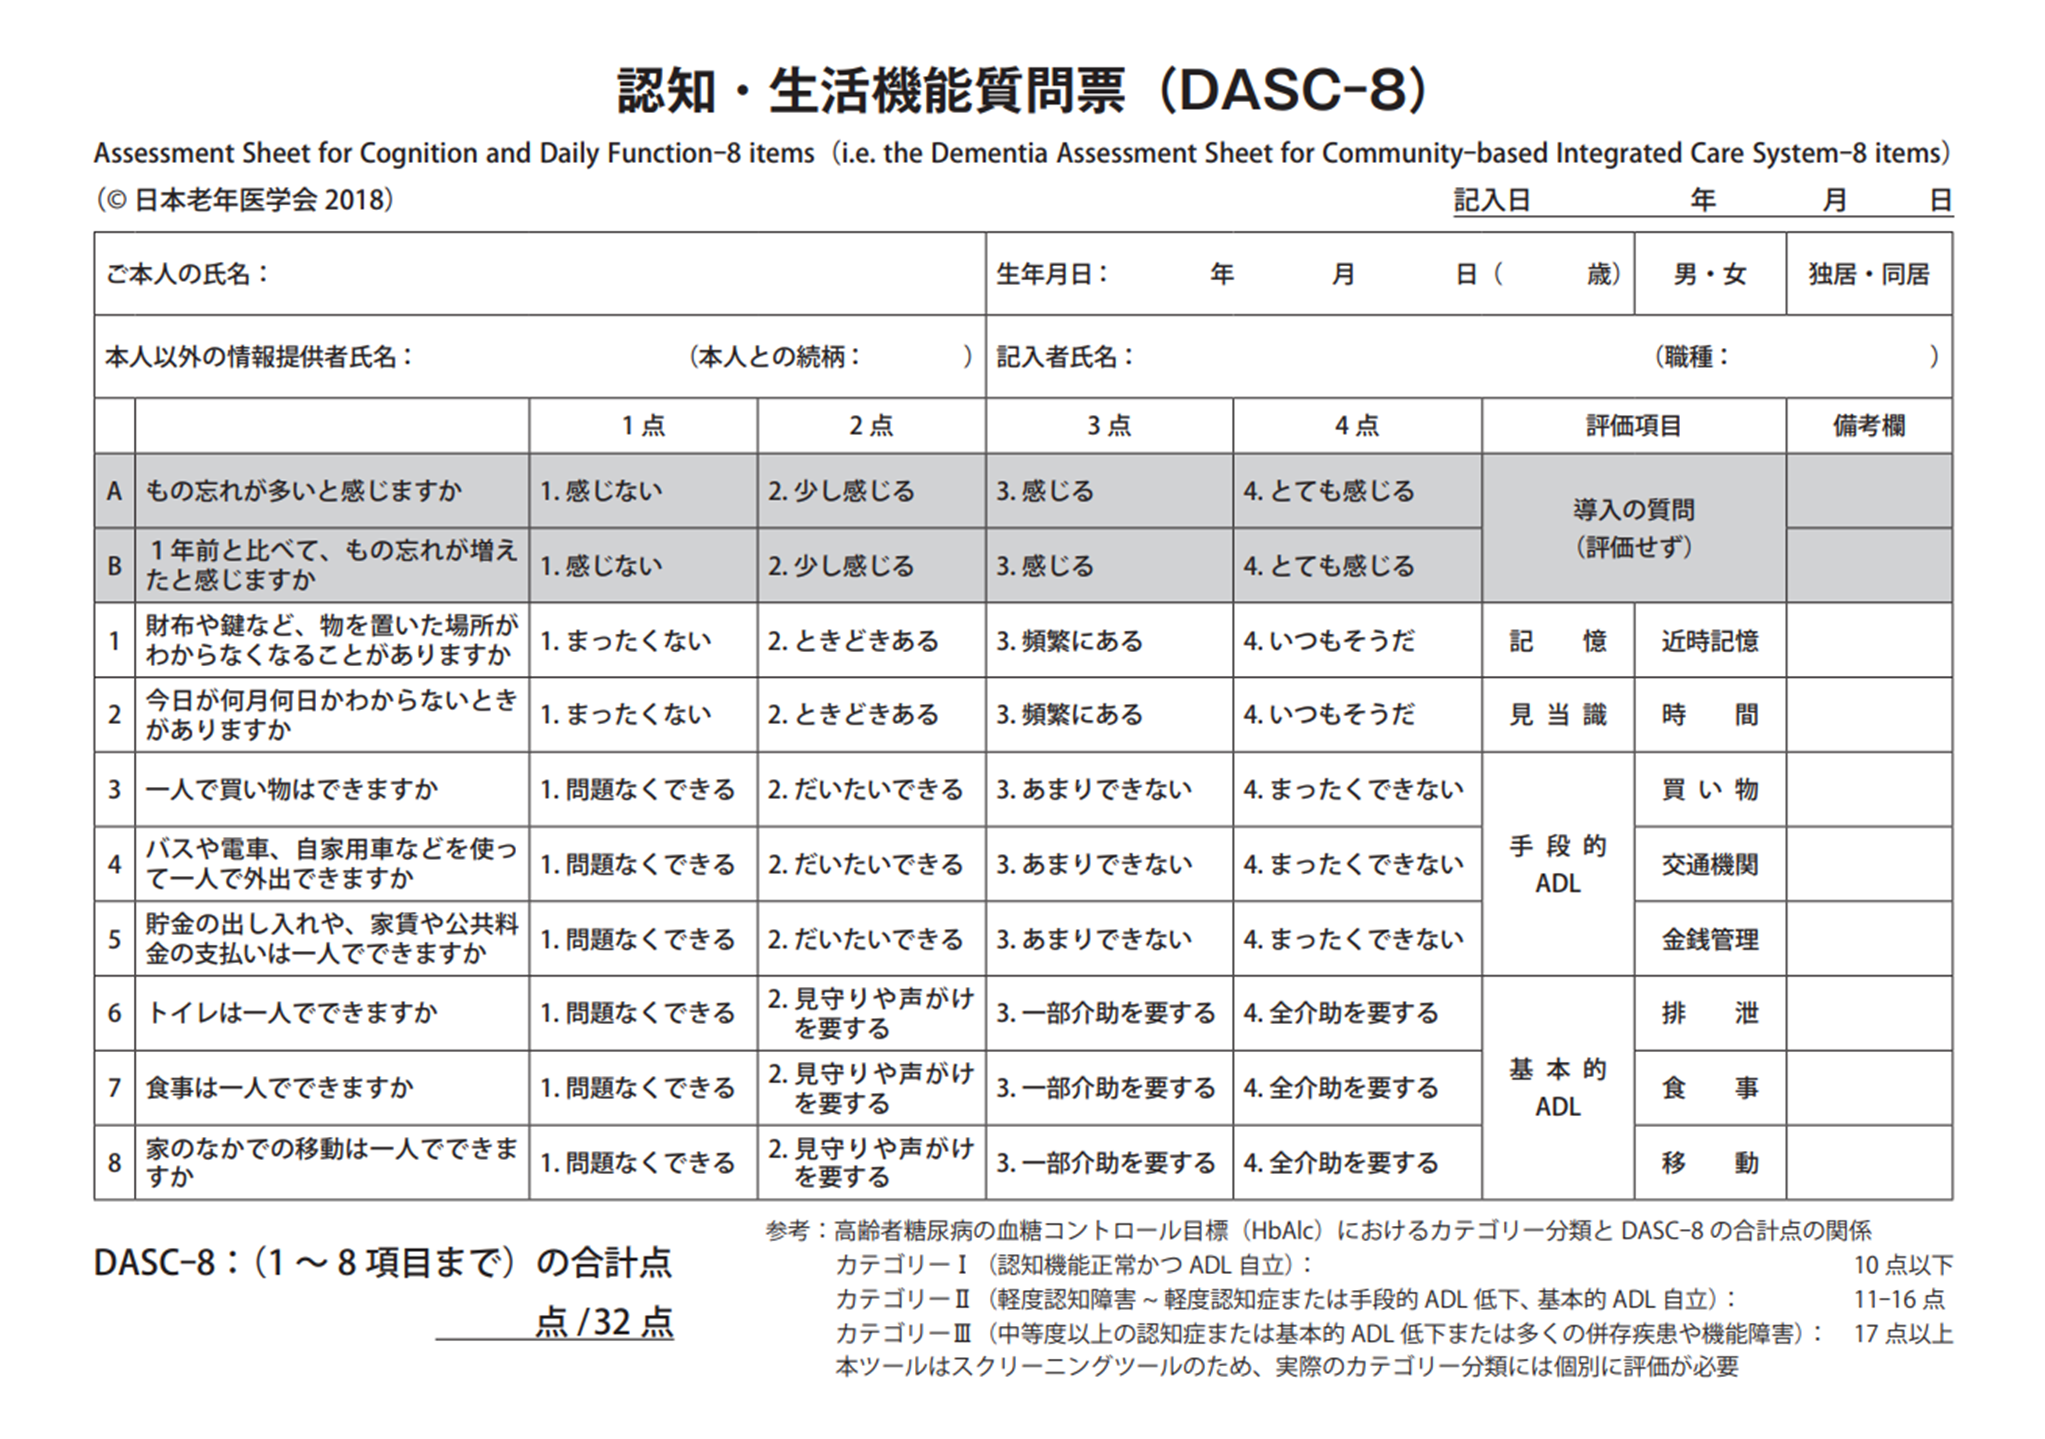 認知・生活機能質問票（DASC-8）
Assessment Sheet for Cognition and Daily Function-8 items（i.e. the Dementia Assessment Sheet for Community-based Integrated Care System-8 items）
（© 日本老年医学会 2018）
記入日 年 月 日
ご本人の氏名： 生年月日： 年 月 日（ 歳） 男・女 独居・同居
本人以外の情報提供者氏名： （本人との続柄： ） 記入者氏名： （職種： ）
1 点 2 点 3 点 4 点 評価項目 備考欄
A もの忘れが多いと感じますか 1. 感じない 2. 少し感じる 3. 感じる 4. とても感じる
導入の質問
（評価せず）
B １年前と比べて、もの忘れが増え
たと感じますか 1. 感じない 2. 少し感じる 3. 感じる 4. とても感じる
1 財布や鍵など、物を置いた場所が
わからなくなることがありますか 1. まったくない 2. ときどきある 3. 頻繁にある 4. いつもそうだ 記憶 近時記憶
2 今日が何月何日かわからないとき
がありますか 1. まったくない 2. ときどきある 3. 頻繁にある 4. いつもそうだ 見当識 時間
3 一人で買い物はできますか 1. 問題なくできる 2. だいたいできる 3. あまりできない 4. まったくできない 買い物
手段的
ADL
4 バスや電車、自家用車などを使っ
て一人で外出できますか 1. 問題なくできる 2. だいたいできる 3. あまりできない 4. まったくできない 交通機関
5 貯金の出し入れや、家賃や公共料
金の支払いは一人でできますか 1. 問題なくできる 2. だいたいできる 3. あまりできない 4. まったくできない 金銭管理
6 トイレは一人でできますか 1. 問題なくできる 2. 見守りや声がけ
を要する 3. 一部介助を要する 4. 全介助を要する 排泄
基本的
ADL
7 食事は一人でできますか 1. 問題なくできる 2. 見守りや声がけ
を要する 3. 一部介助を要する 4. 全介助を要する 食事
8 家のなかでの移動は一人でできま
すか 1. 問題なくできる 2. 見守りや声がけ
を要する 3. 一部介助を要する 4. 全介助を要する 移動
DASC-8：（1 〜 8 項目まで）の合計点
点 /32 点
参考：高齢者糖尿病の血糖コントロール目標（HbAlc）におけるカテゴリー分類と DASC-8 の合計点の関係
カテゴリーⅠ（認知機能正常かつ ADL 自立）： 10 点以下
カテゴリーⅡ（軽度認知障害 ~ 軽度認知症または手段的 ADL 低下、基本的 ADL 自立）： 11-16 点
カテゴリーⅢ（中等度以上の認知症または基本的 ADL 低下または多くの併存疾患や機能障害）： 17 点以上
本ツールはスクリーニングツールのため、実際のカテゴリー分類には個別に評価が必要